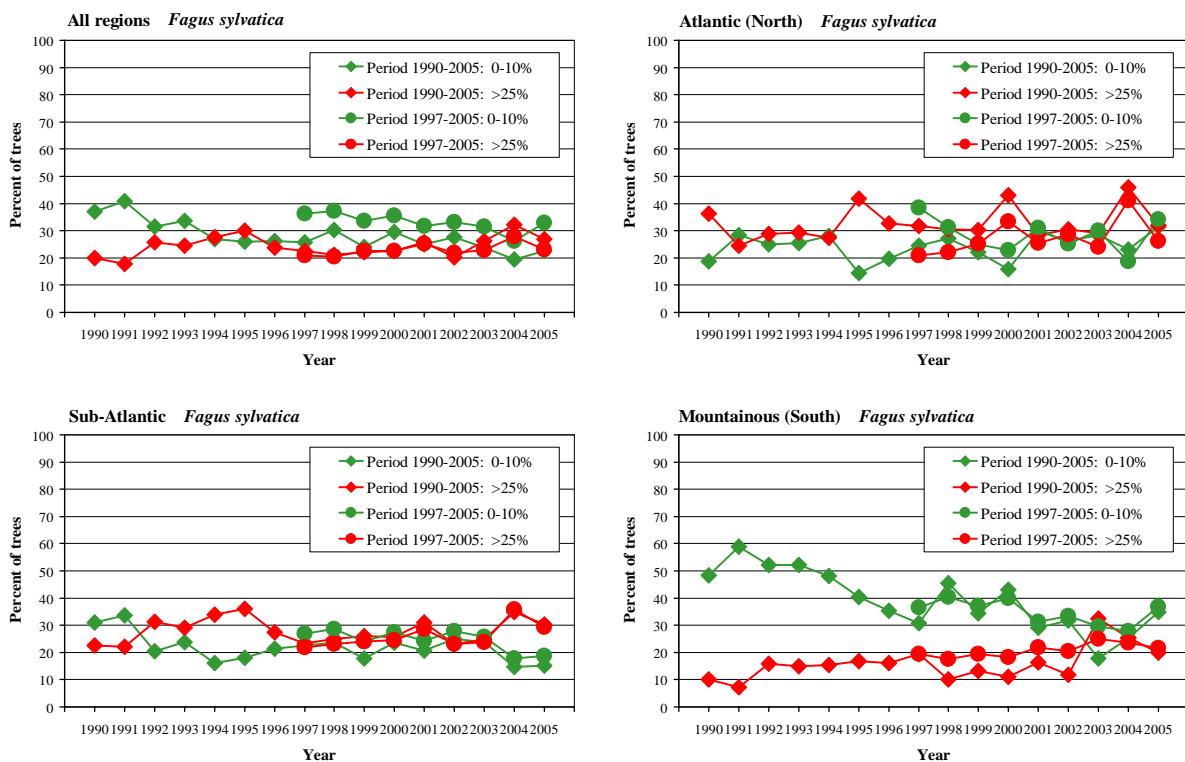 All regions Fagus sylvatica
Percent of trees
100
90
80
70
60
50
40
30
20
10
0
Period 1990-2005: 0-10%
Period 1990-2005: >25%
Period 1997-2005: 0-10%
Period 1997-2005: >25%
1990 1991 1992 1993 1994 1995 1996 1997 1998 1999 2000 2001 2002 2003 2004 2005
Year
Atlantic (North) Fagus sylvatica
Percent of trees
100
90
80
70
60
50
40
30
20
10
0
Period 1990-2005: 0-10%
Period 1990-2005: >25%
Period 1997-2005: 0-10%
Period 1997-2005: >25%
1990 1991 1992 1993 1994 1995 1996 1997 1998 1999 2000 2001 2002 2003 2004 2005
Year
Sub-Atlantic Fagus sylvatica
Percent of trees
100
90
80
70
60
50
40
30
20
10
0
Period 1990-2005: 0-10%
Period 1990-2005: >25%
Period 1997-2005: 0-10%
Period 1997-2005: >25%
1990 1991 1992 1993 1994 1995 1996 1997 1998 1999 2000 2001 2002 2003 2004 2005
Year
Mountainous (South) Fagus sylvatica
Percent of trees
100
90
80
70
60
50
40
30
20
10
0
Period 1990-2005: 0-10%
Period 1990-2005: >25%
Period 1997-2005: 0-10%
Period 1997-2005: >25%
1990 1991 1992 1993 1994 1995 1996 1997 1998 1999 2000 2001 2002 2003 2004 2005
Year